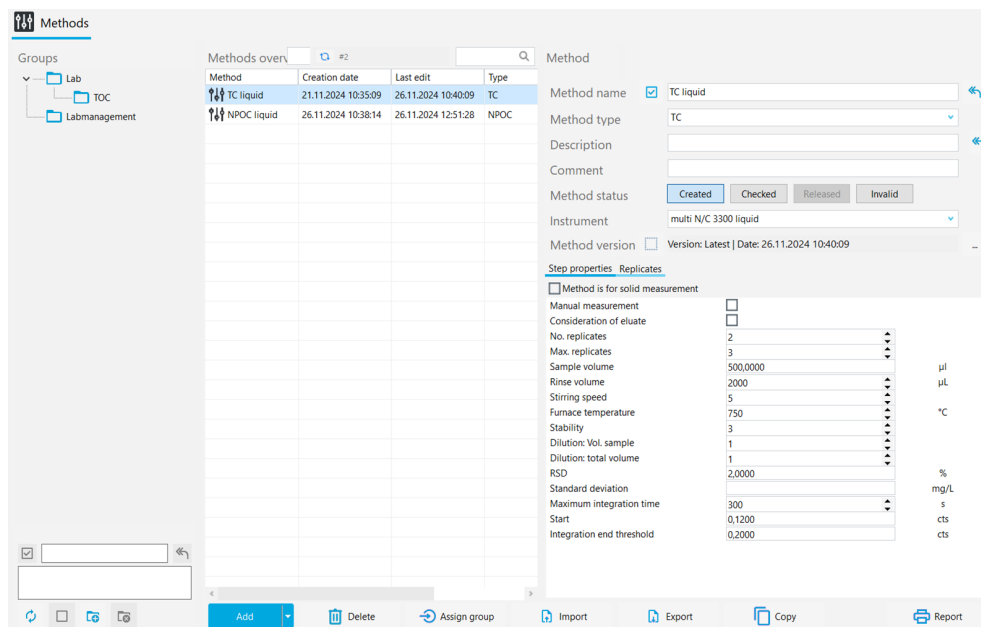 Methods
Groups
Lab
TOC
Labmanagement
Methods overv
#2
Method Creation date Last edit Type
TC liquid 21.11.2024 10:35:09 26.11.2024 10:40:09 TC
NPOC liquid 26.11.2024 10:38:14 26.11.2024 12:51:28 NPOC
Method
Method name TC liquid
Method type TC
Description
Comment
Method status Created Checked Released Invalid
Instrument multi N/C 3300 liquid
Method version Version: Latest | Date: 26.11.2024 10:40:09 ...
Step properties Replicates
Method is for solid measurement
Manual measurement
Consideration of eluate
No. replicates 2
Max. replicates 3
Sample volume 500,0000 µl
Rinse volume 2000 µL
Stirring speed 5
Furnace temperature 750 °C
Stability 3
Dilution: Vol. sample 1
Dilution: total volume 1
RSD 2,0000 %
Standard deviation mg/L
Maximum integration time 300 s
Start 0,1200 cts
Integration end threshold 0,2000 cts
Add Delete Assign group Import Export Copy Report